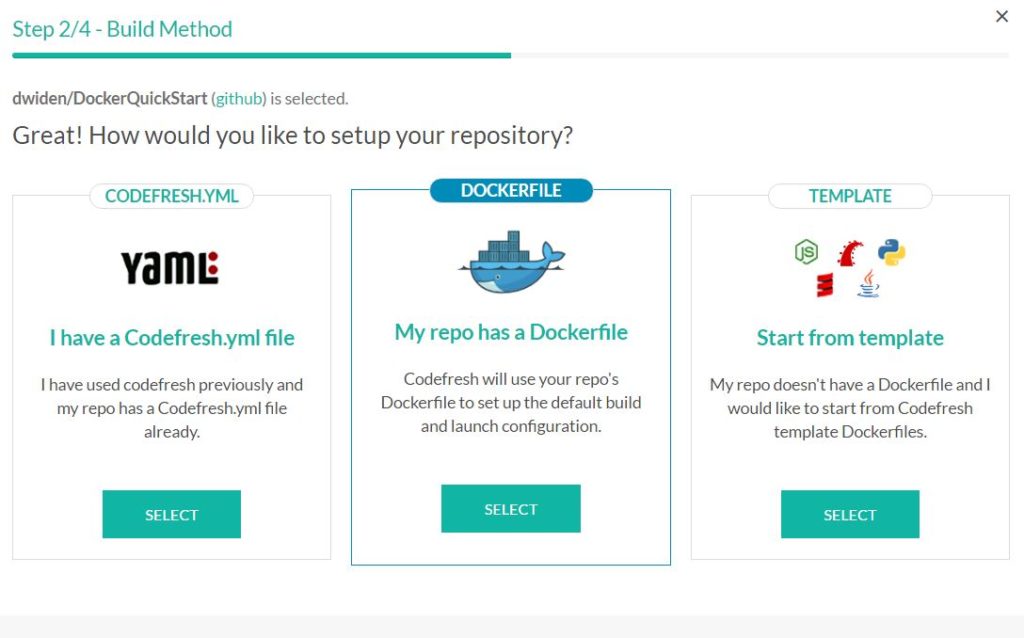 Step 2/4 - Build Method
dwiden/DockerQuickStart (github) is selected.
Great! How would you like to setup your repository?
CODEFRESH.YML
yaml:
I have a Codefresh.yml file
I have used codefresh previously and
my repo has a Codefresh.yml file
already.
SELECT
DOCKERFILE
My repo has a Dockerfile
Codefresh will use your repo's
Dockerfile to set up the default build
and launch configuration.
SELECT
TEMPLATE
JS
Start from template
My repo doesn't have a Dockerfile and I
would like to start from Codefresh
template Dockerfiles.
SELECT